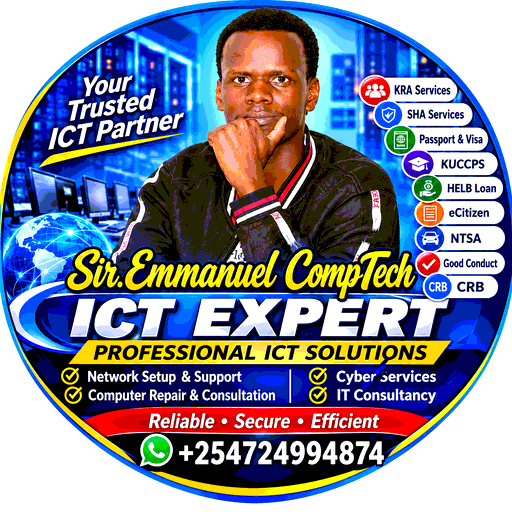 Your
Trusted
ICT Partner
KRA Services
SHA Services
Passport & Visa
KUCCPS
HELB Loan
eCitizen
NTSA
Good Conduct
CRB CRB
Sir. Emmanuel CompTech
ICT EXPERT
PROFESSIONAL ICT SOLUTIONS
Network Setup & Support
Cyber Services
Computer Repair & Consultation
IT Consultancy
Reliable • Secure • Efficient
+254724994874